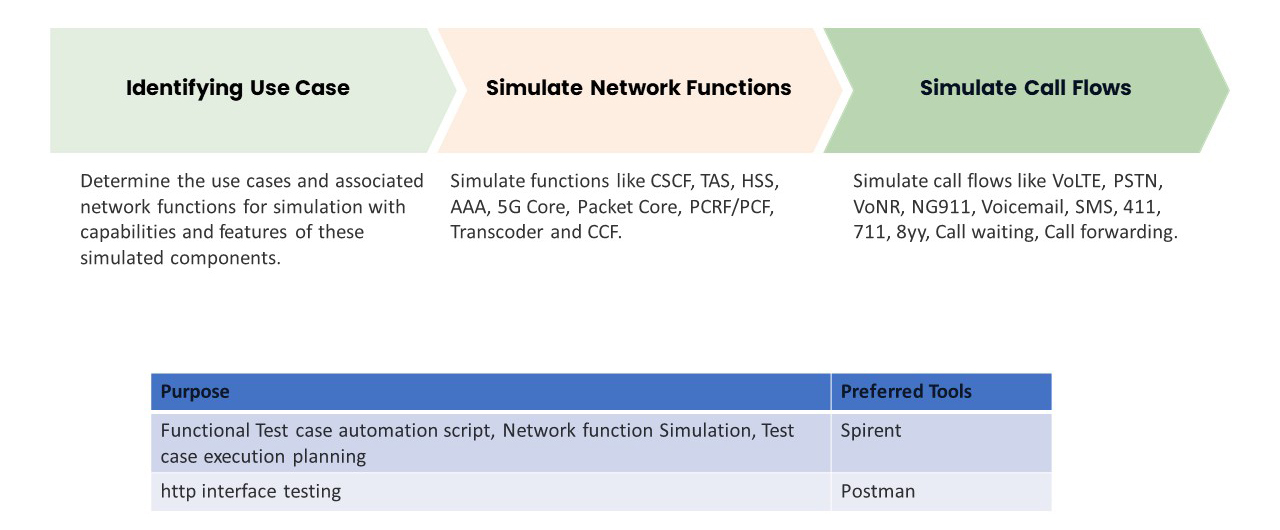 Identifying Use Case
Simulate Network Functions
Simulate Call Flows
Determine the use cases and associated
network functions for simulation with
capabilities and features of these
simulated components.
Simulate functions like CSCF, TAS, HSS,
AAA, 5G Core, Packet Core, PCRF/PCF,
Transcoder and CCF.
Simulate call flows like VoLTE, PSTN,
VoNR, NG911, Voicemail, SMS, 411,
711, 8yy, Call waiting, Call forwarding.
Purpose
Preferred Tools
Functional Test case automation script, Network function Simulation, Test
case execution planning
Spirent
http interface testing
Postman